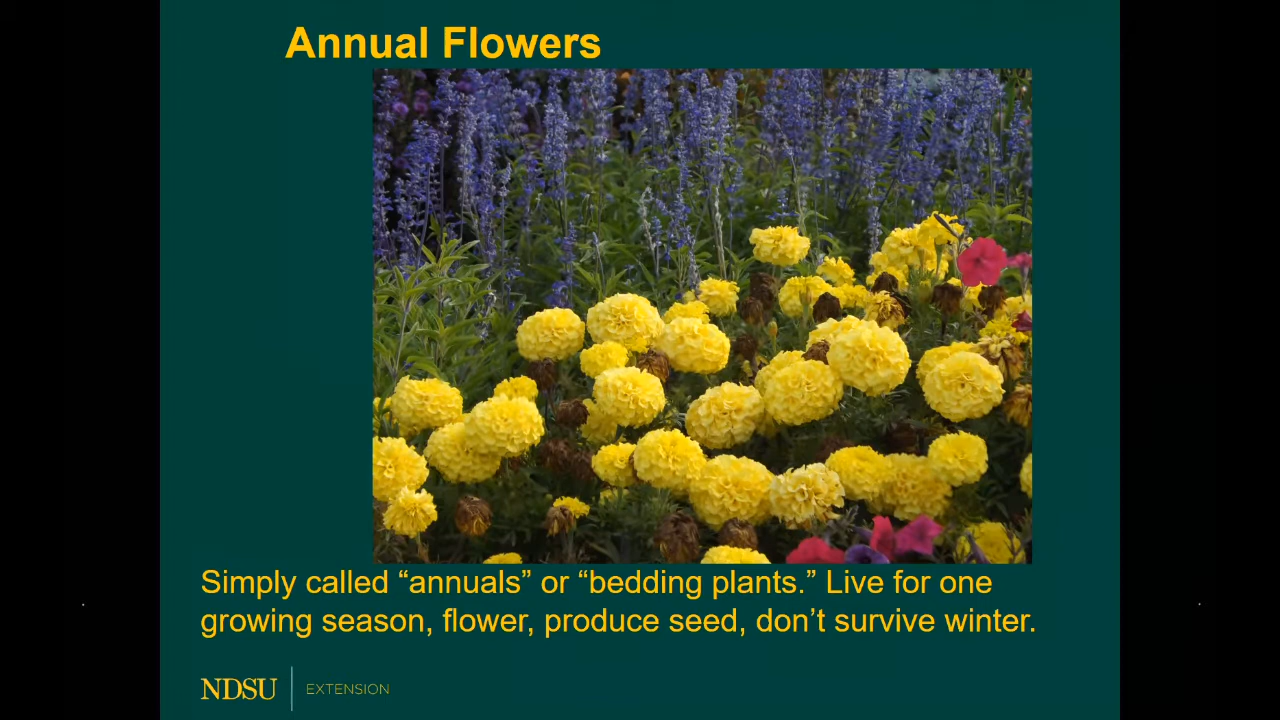 Annual Flowers
Simply called “annuals” or “bedding plants.” Live for one
growing season, flower, produce seed, don’t survive winter.
NDSU EXTENSION